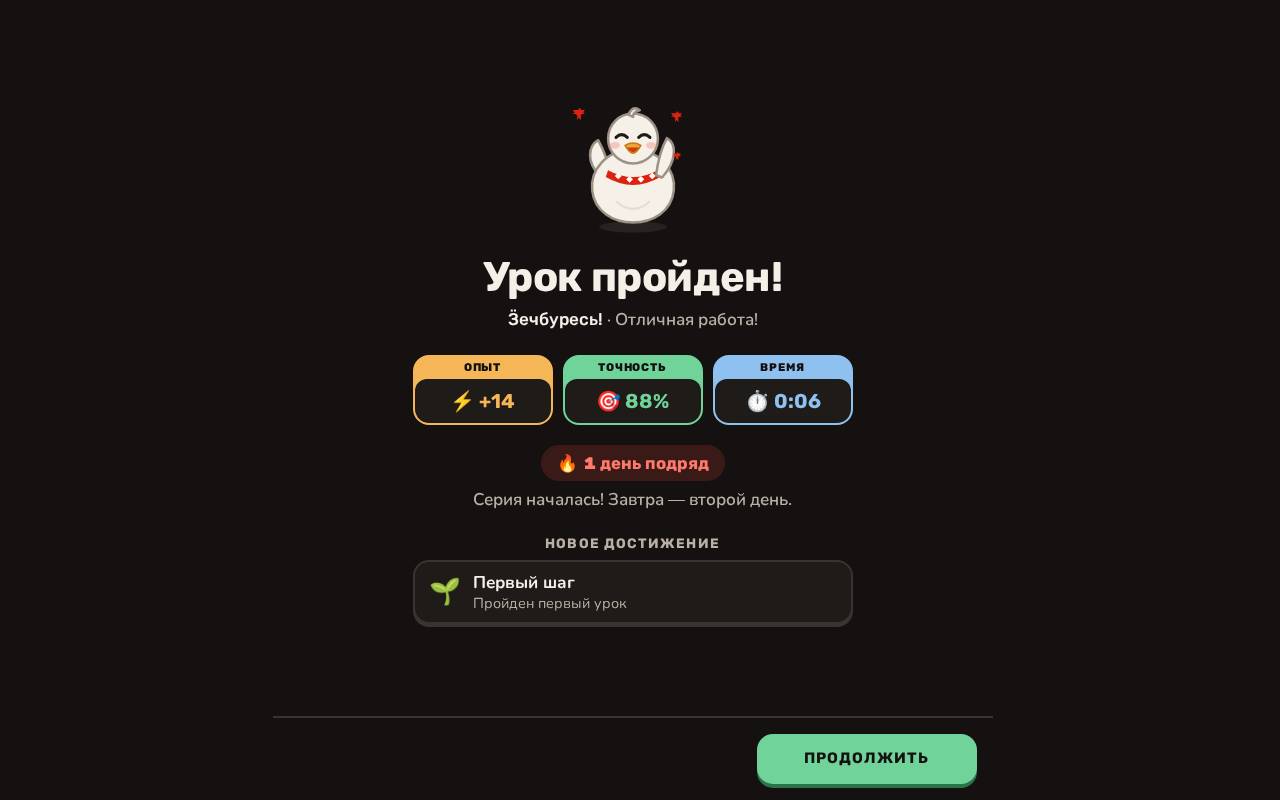 Урок пройден!
Ӟечбуресь! · Отличная работа!
ОПЫТ
⚡ +14
ТОЧНОСТЬ
🎯 88%
ВРЕМЯ
⏱️ 0:06
🔥 1 день подряд
Серия началась! Завтра — второй день.
НОВОЕ ДОСТИЖЕНИЕ
🌱 Первый шаг
Пройден первый урок
ПРОДОЛЖИТЬ